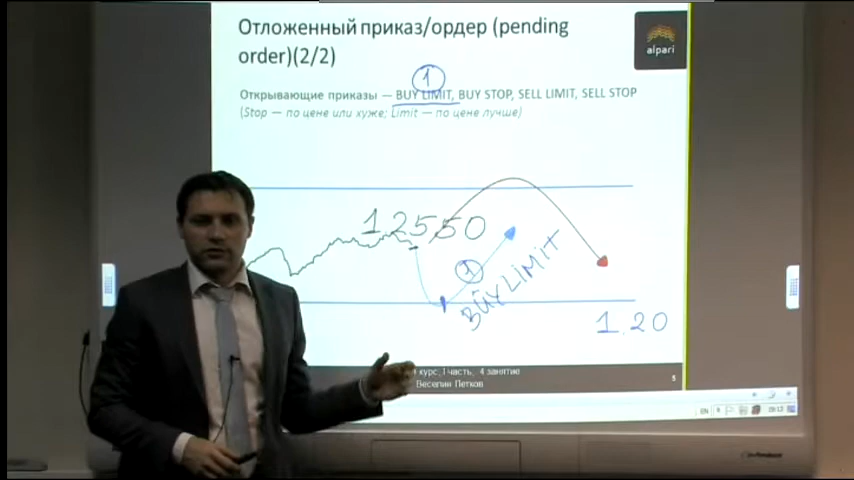 Отложенный приказ/ордер (pending
order)(2/2)
alpari
1
Открывающие приказы — BUY LIMIT, BUY STOP, SELL LIMIT, SELL STOP
(Stop — по цене или хуже; Limit — по цене лучше)
1.2550
1
BUY LIMIT
1.20
курс, I часть, 4 занятие
Веселин Петков
5
EN